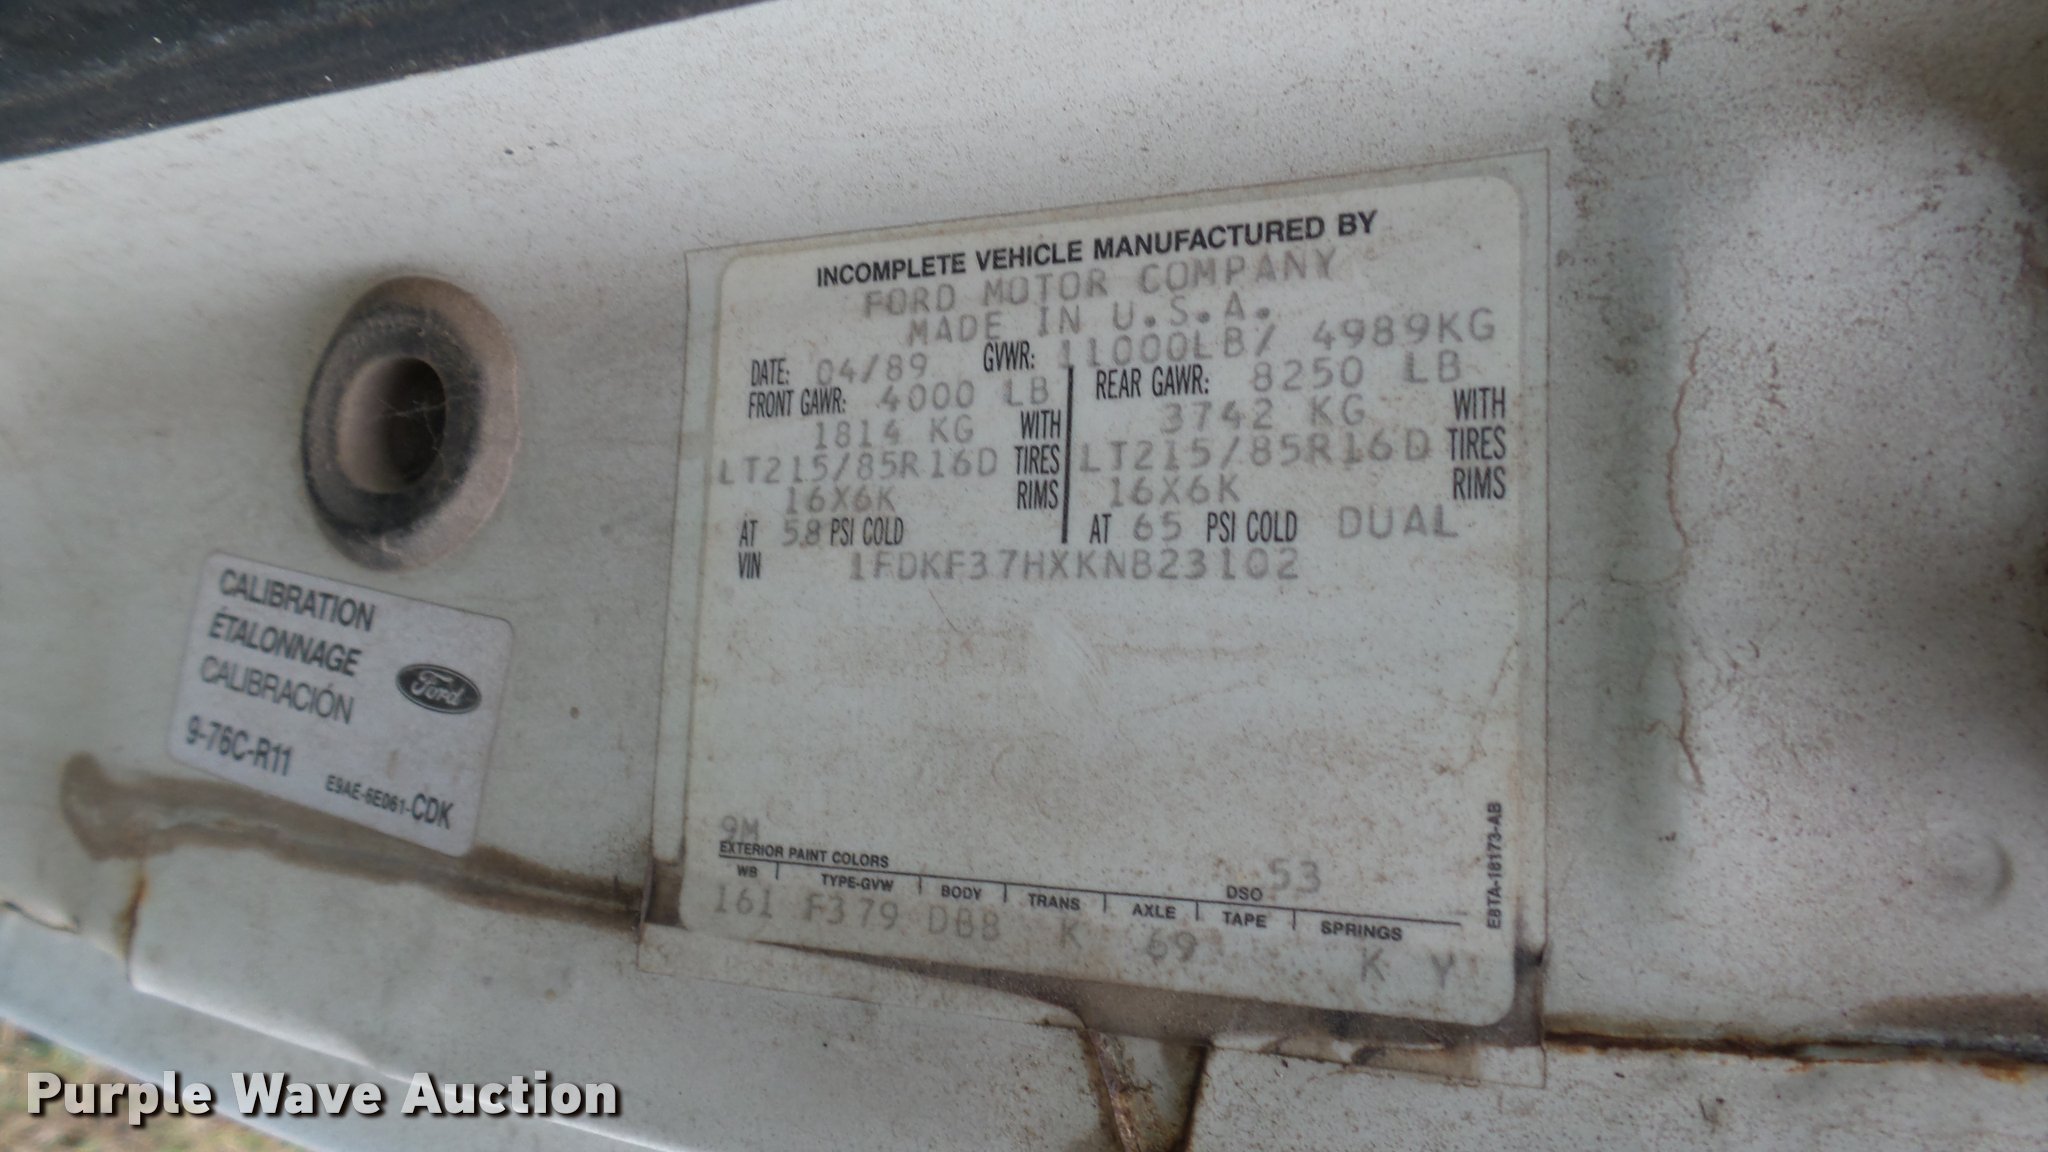 INCOMPLETE VEHICLE MANUFACTURED BY
FORD MOTOR COMPANY
MADE IN U.S.A.
DATE: 04/89 GVWR: 11000LB/ 4989KG
FRONT GAWR: 4000 LB REAR GAWR: 8250 LB
1814 KG WITH 3742 KG WITH
LT215/85R16D TIRES LT215/85R16D TIRES
16X6K RIMS 16X6K RIMS
AT 58 PSI COLD AT 65 PSI COLD DUAL
VIN 1FDKF37HXKNB23102
9M
EXTERIOR PAINT COLORS DSO 53
WB TYPE-GVW BODY TRANS AXLE TAPE SPRINGS
161 F379 DBB K 69 K Y
E8TA-18173-AB
CALIBRATION
ÉTALONNAGE
CALIBRACIÓN
Ford
9-76C-R11
E9AE-6E061-CDK
Purple Wave Auction